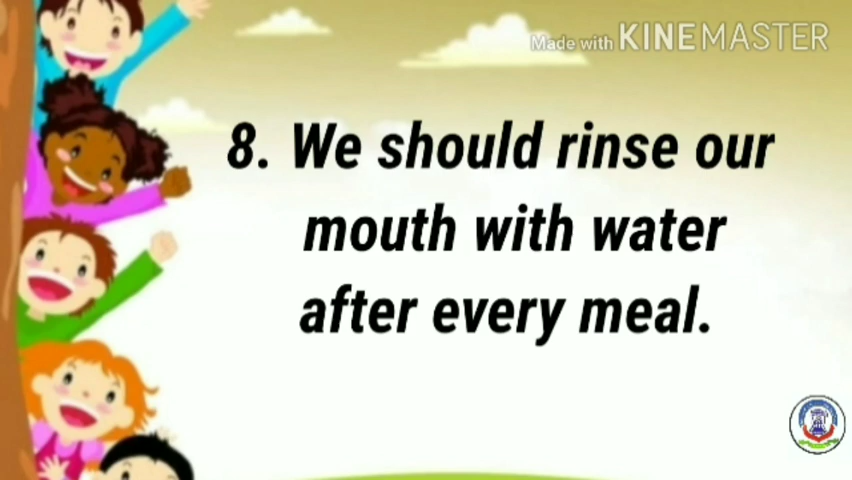 Made with KINEMASTER
8. We should rinse our
mouth with water
after every meal.